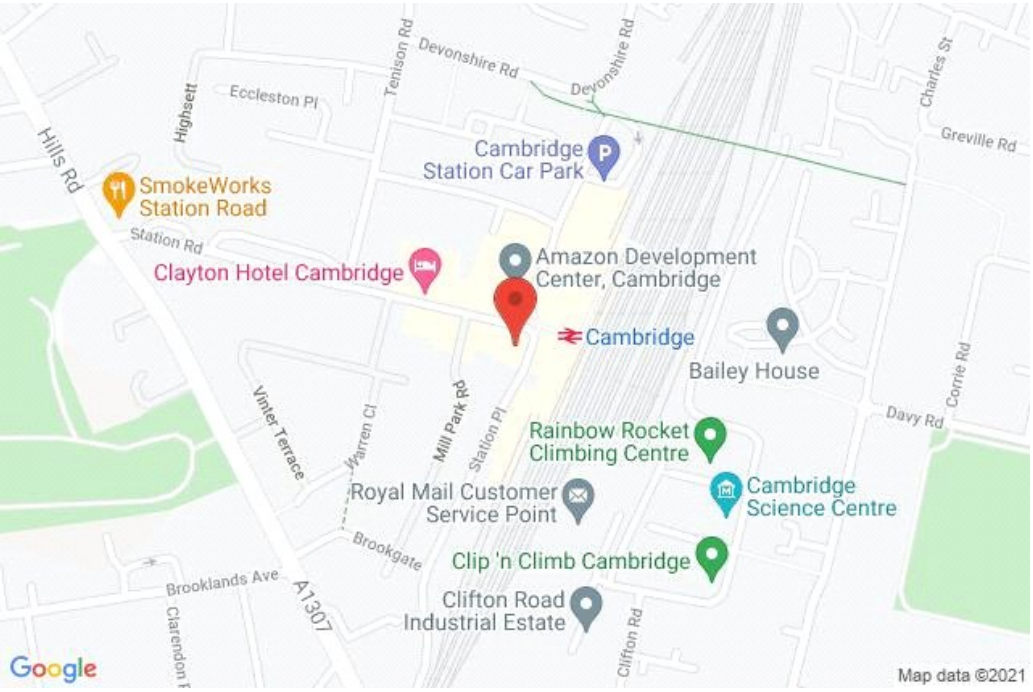 Tenison Rd
Devonshire Rd
Devonshire Rd
Charles St
Eccleston Pl
Highsett
Greville Rd
Hills Rd
Cambridge
Station Car Park
P
SmokeWorks
Station Road
Station Rd
Clayton Hotel Cambridge
Amazon Development
Center, Cambridge
Cambridge
Bailey House
Corrie Rd
Davy Rd
Vinter Terrace
Warren Cl
Mill Park Rd
Station Pl
Rainbow Rocket
Climbing Centre
Royal Mail Customer
Service Point
Cambridge
Science Centre
Brookgate
Clip 'n Climb Cambridge
Brooklands Ave
A1307
Clifton Road
Industrial Estate
Clifton Rd
Clarendon R
Google
Map data ©2021